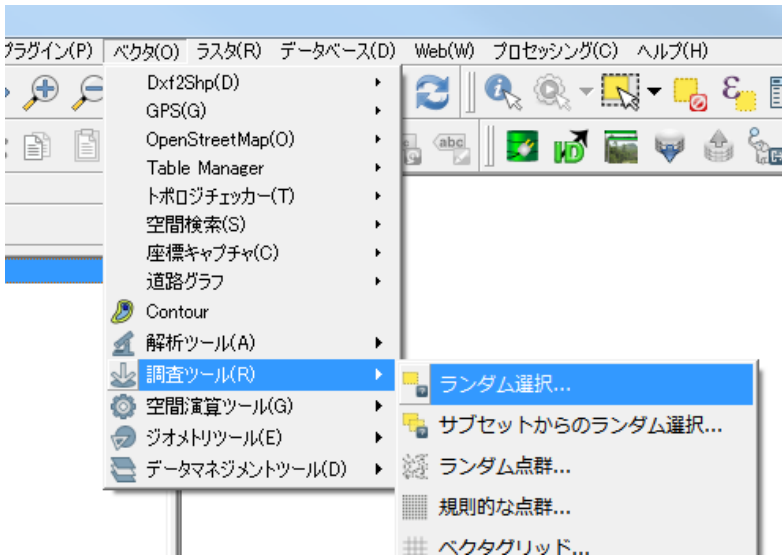 プラグイン(P) ベクタ(O) ラスタ(R) データベース(D) Web(W) プロセッシング(C) ヘルプ(H)
Dxf2Shp(D)
GPS(G)
OpenStreetMap(O)
Table Manager
トポロジチェッカー(T)
空間検索(S)
座標キャプチャ(C)
道路グラフ
Contour
解析ツール(A)
調査ツール(R)
空間演算ツール(G)
ジオメトリツール(E)
データマネジメントツール(D)
abc
ランダム選択...
サブセットからのランダム選択...
ランダム点群...
規則的な点群...
ベクタグリッド...